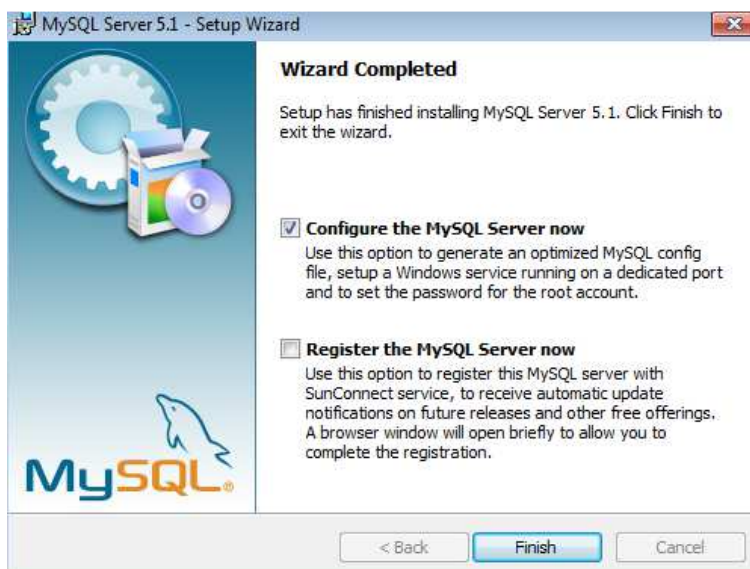 MySQL Server 5.1 - Setup Wizard
Wizard Completed
Setup has finished installing MySQL Server 5.1. Click Finish to
exit the wizard.
Configure the MySQL Server now
Use this option to generate an optimized MySQL config
file, setup a Windows service running on a dedicated port
and to set the password for the root account.
Register the MySQL Server now
Use this option to register this MySQL server with
SunConnect service, to receive automatic update
notifications on future releases and other free offerings.
A browser window will open briefly to allow you to
complete the registration.
MySQL®
< Back
Finish
Cancel